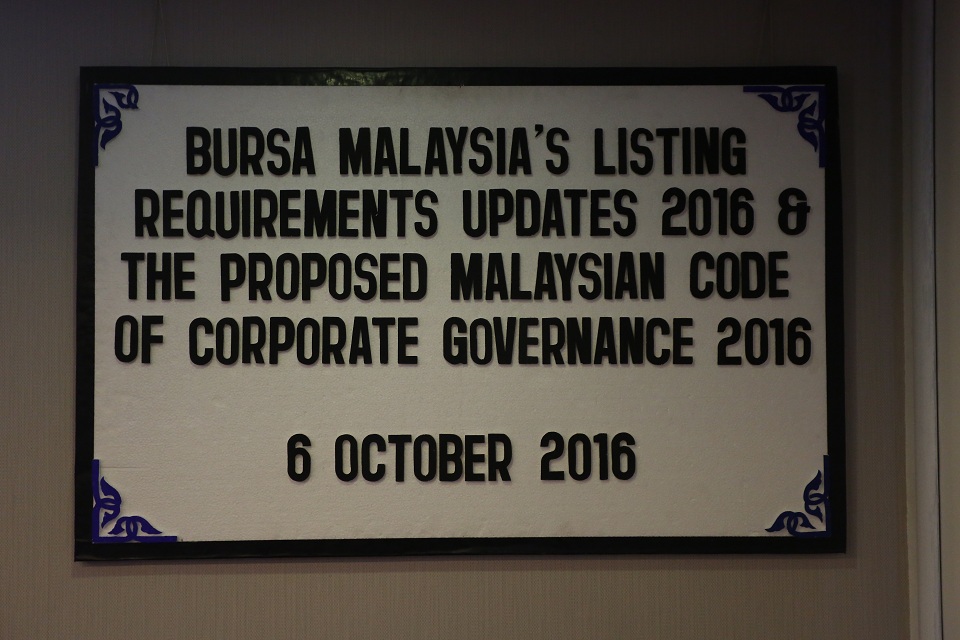 BURSA MALAYSIA'S LISTING
REQUIREMENTS UPDATES 2016 &
THE PROPOSED MALAYSIAN CODE
OF CORPORATE GOVERNANCE 2016
6 OCTOBER 2016